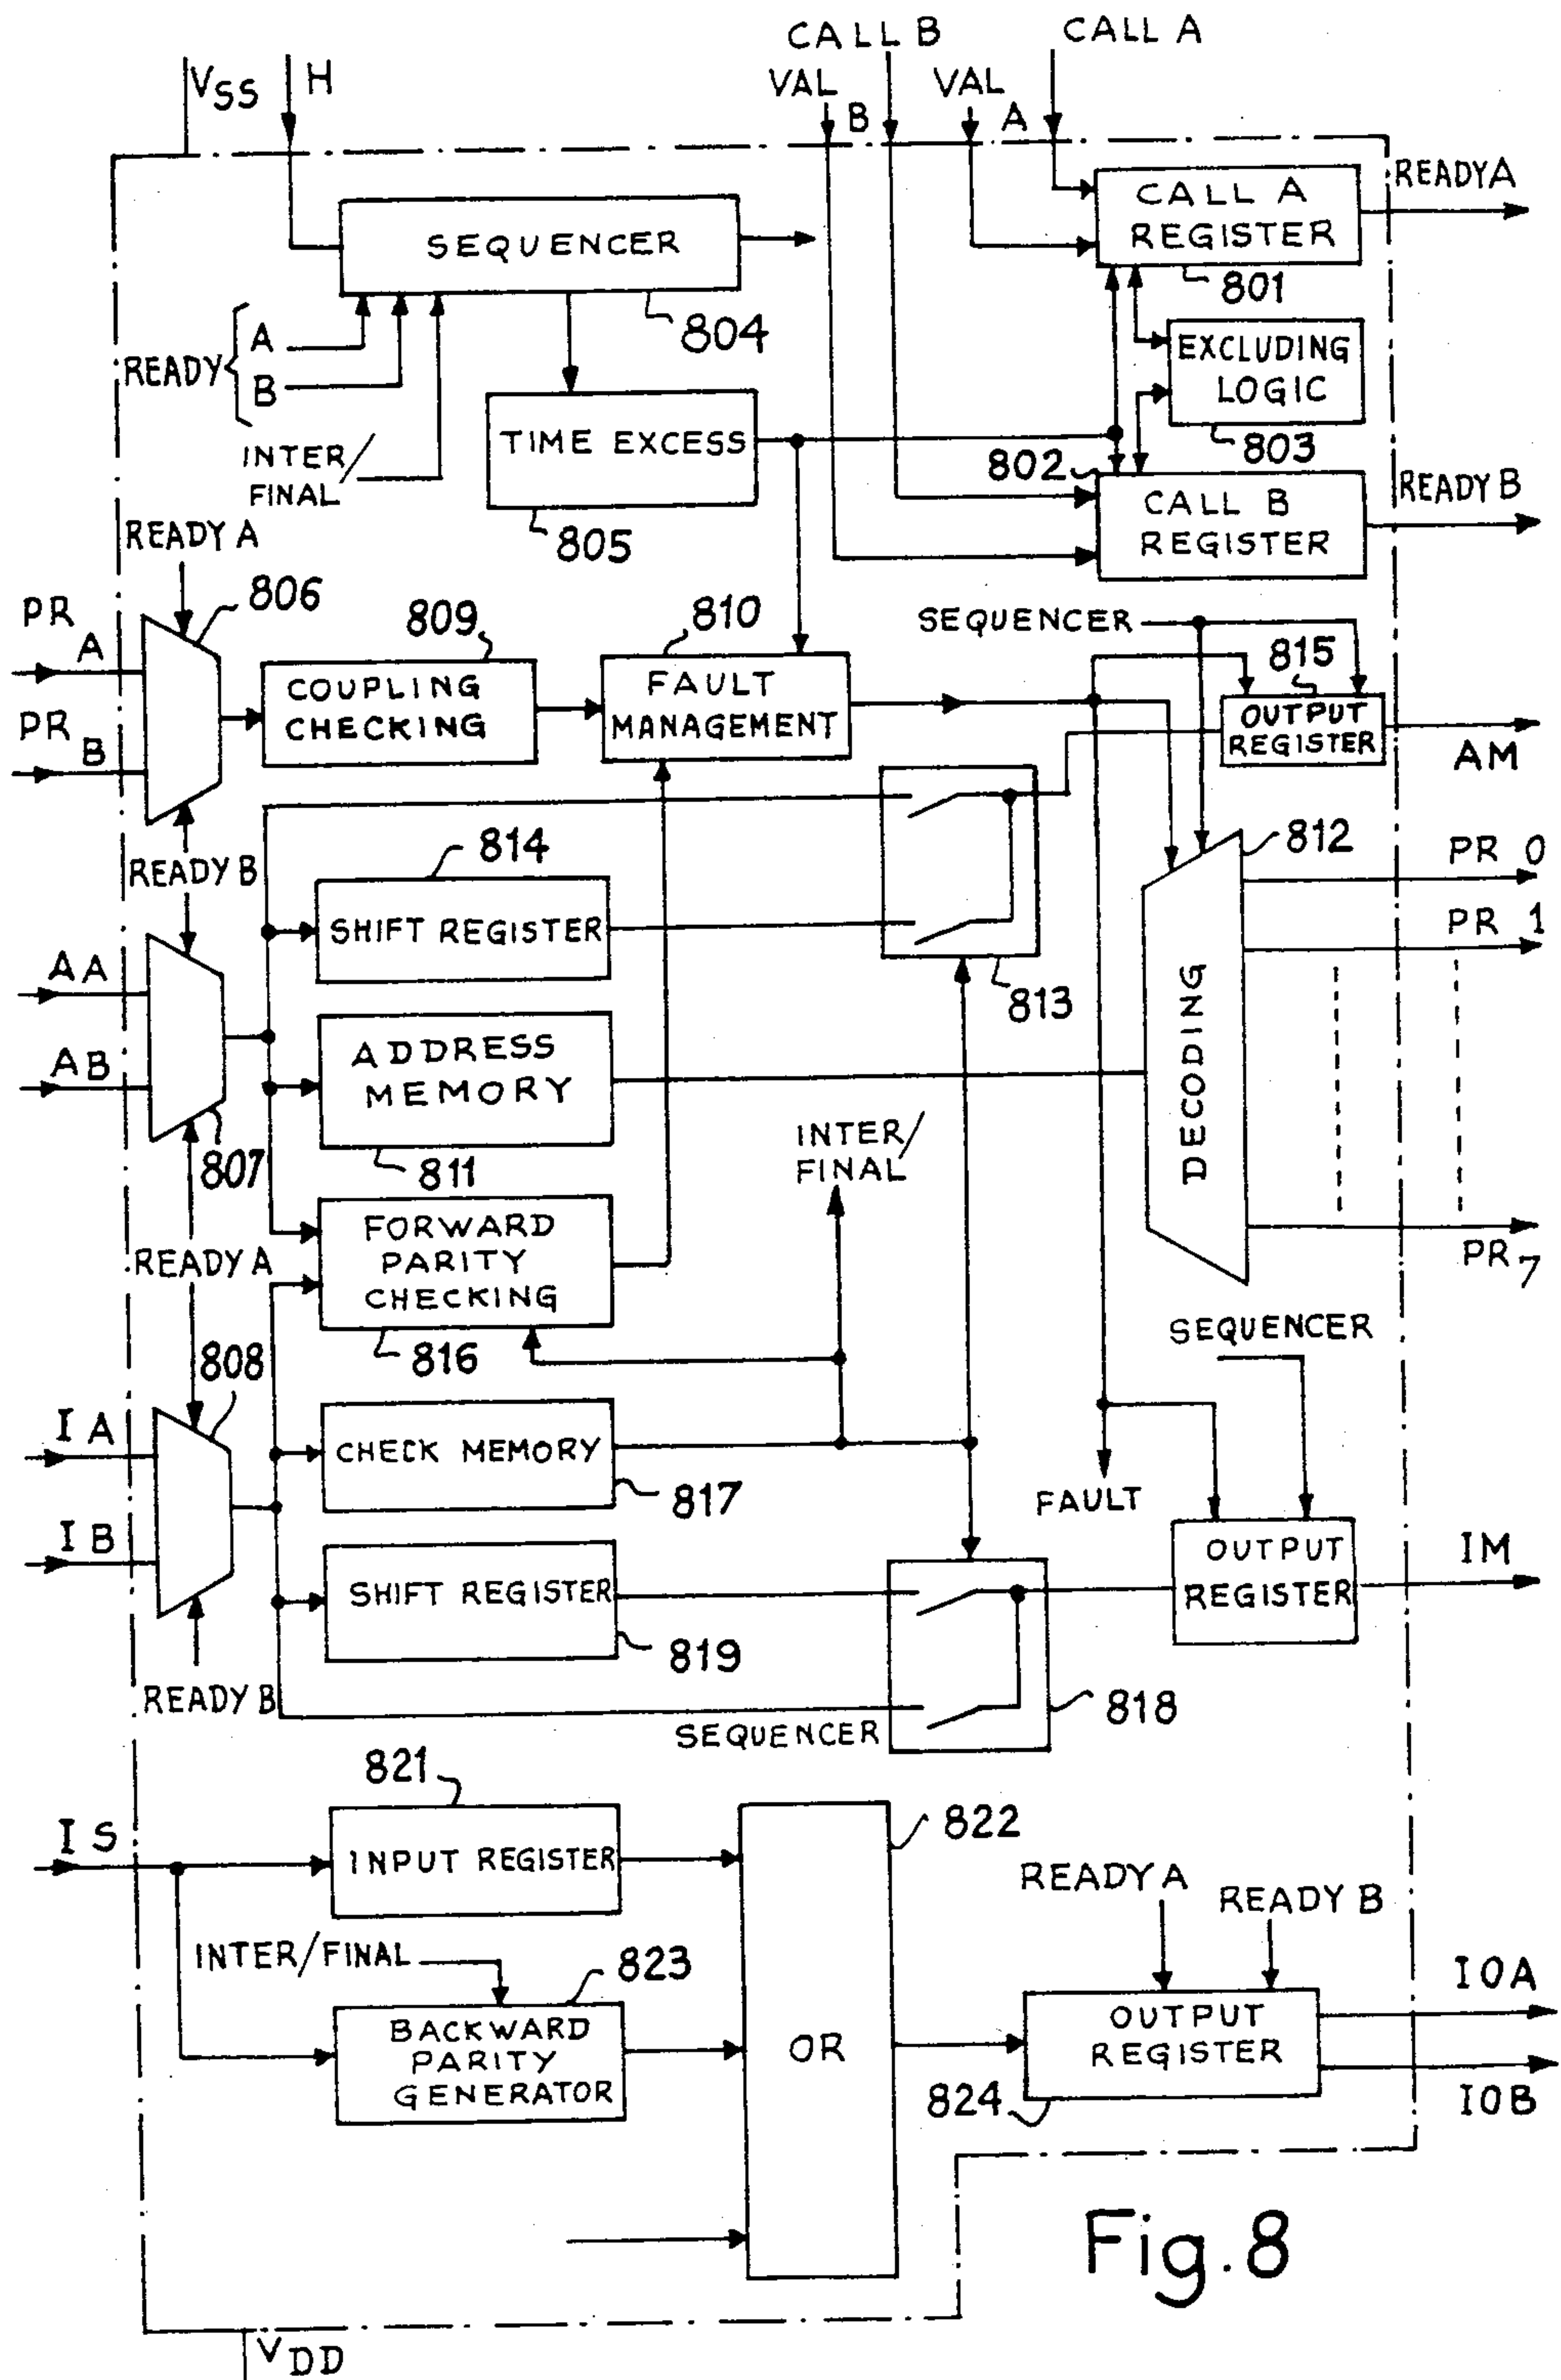 CALL B
CALL A
VSS
H
VAL
B
VAL
A
SEQUENCER
CALL A
REGISTER
READY A
801
804
READY
A
B
EXCLUDING
LOGIC
803
TIME EXCESS
INTER/
FINAL
802
CALL B
REGISTER
READY B
805
READY A
806
PR A
PR B
809
COUPLING
CHECKING
810
FAULT
MANAGEMENT
SEQUENCER
815
OUTPUT
REGISTER
AM
READY B
814
SHIFT REGISTER
813
812
PR 0
PR 1
AA
AB
807
ADDRESS
MEMORY
811
DECODING
INTER/
FINAL
READY A
FORWARD
PARITY
CHECKING
816
PR 7
SEQUENCER
808
IA
IB
CHECK MEMORY
817
FAULT
SHIFT REGISTER
819
OUTPUT
REGISTER
IM
READY B
SEQUENCER
818
821
IS
INPUT REGISTER
822
READY A
READY B
INTER/FINAL
823
BACKWARD
PARITY
GENERATOR
OR
OUTPUT
REGISTER
824
IOA
IOB
Fig. 8
VDD